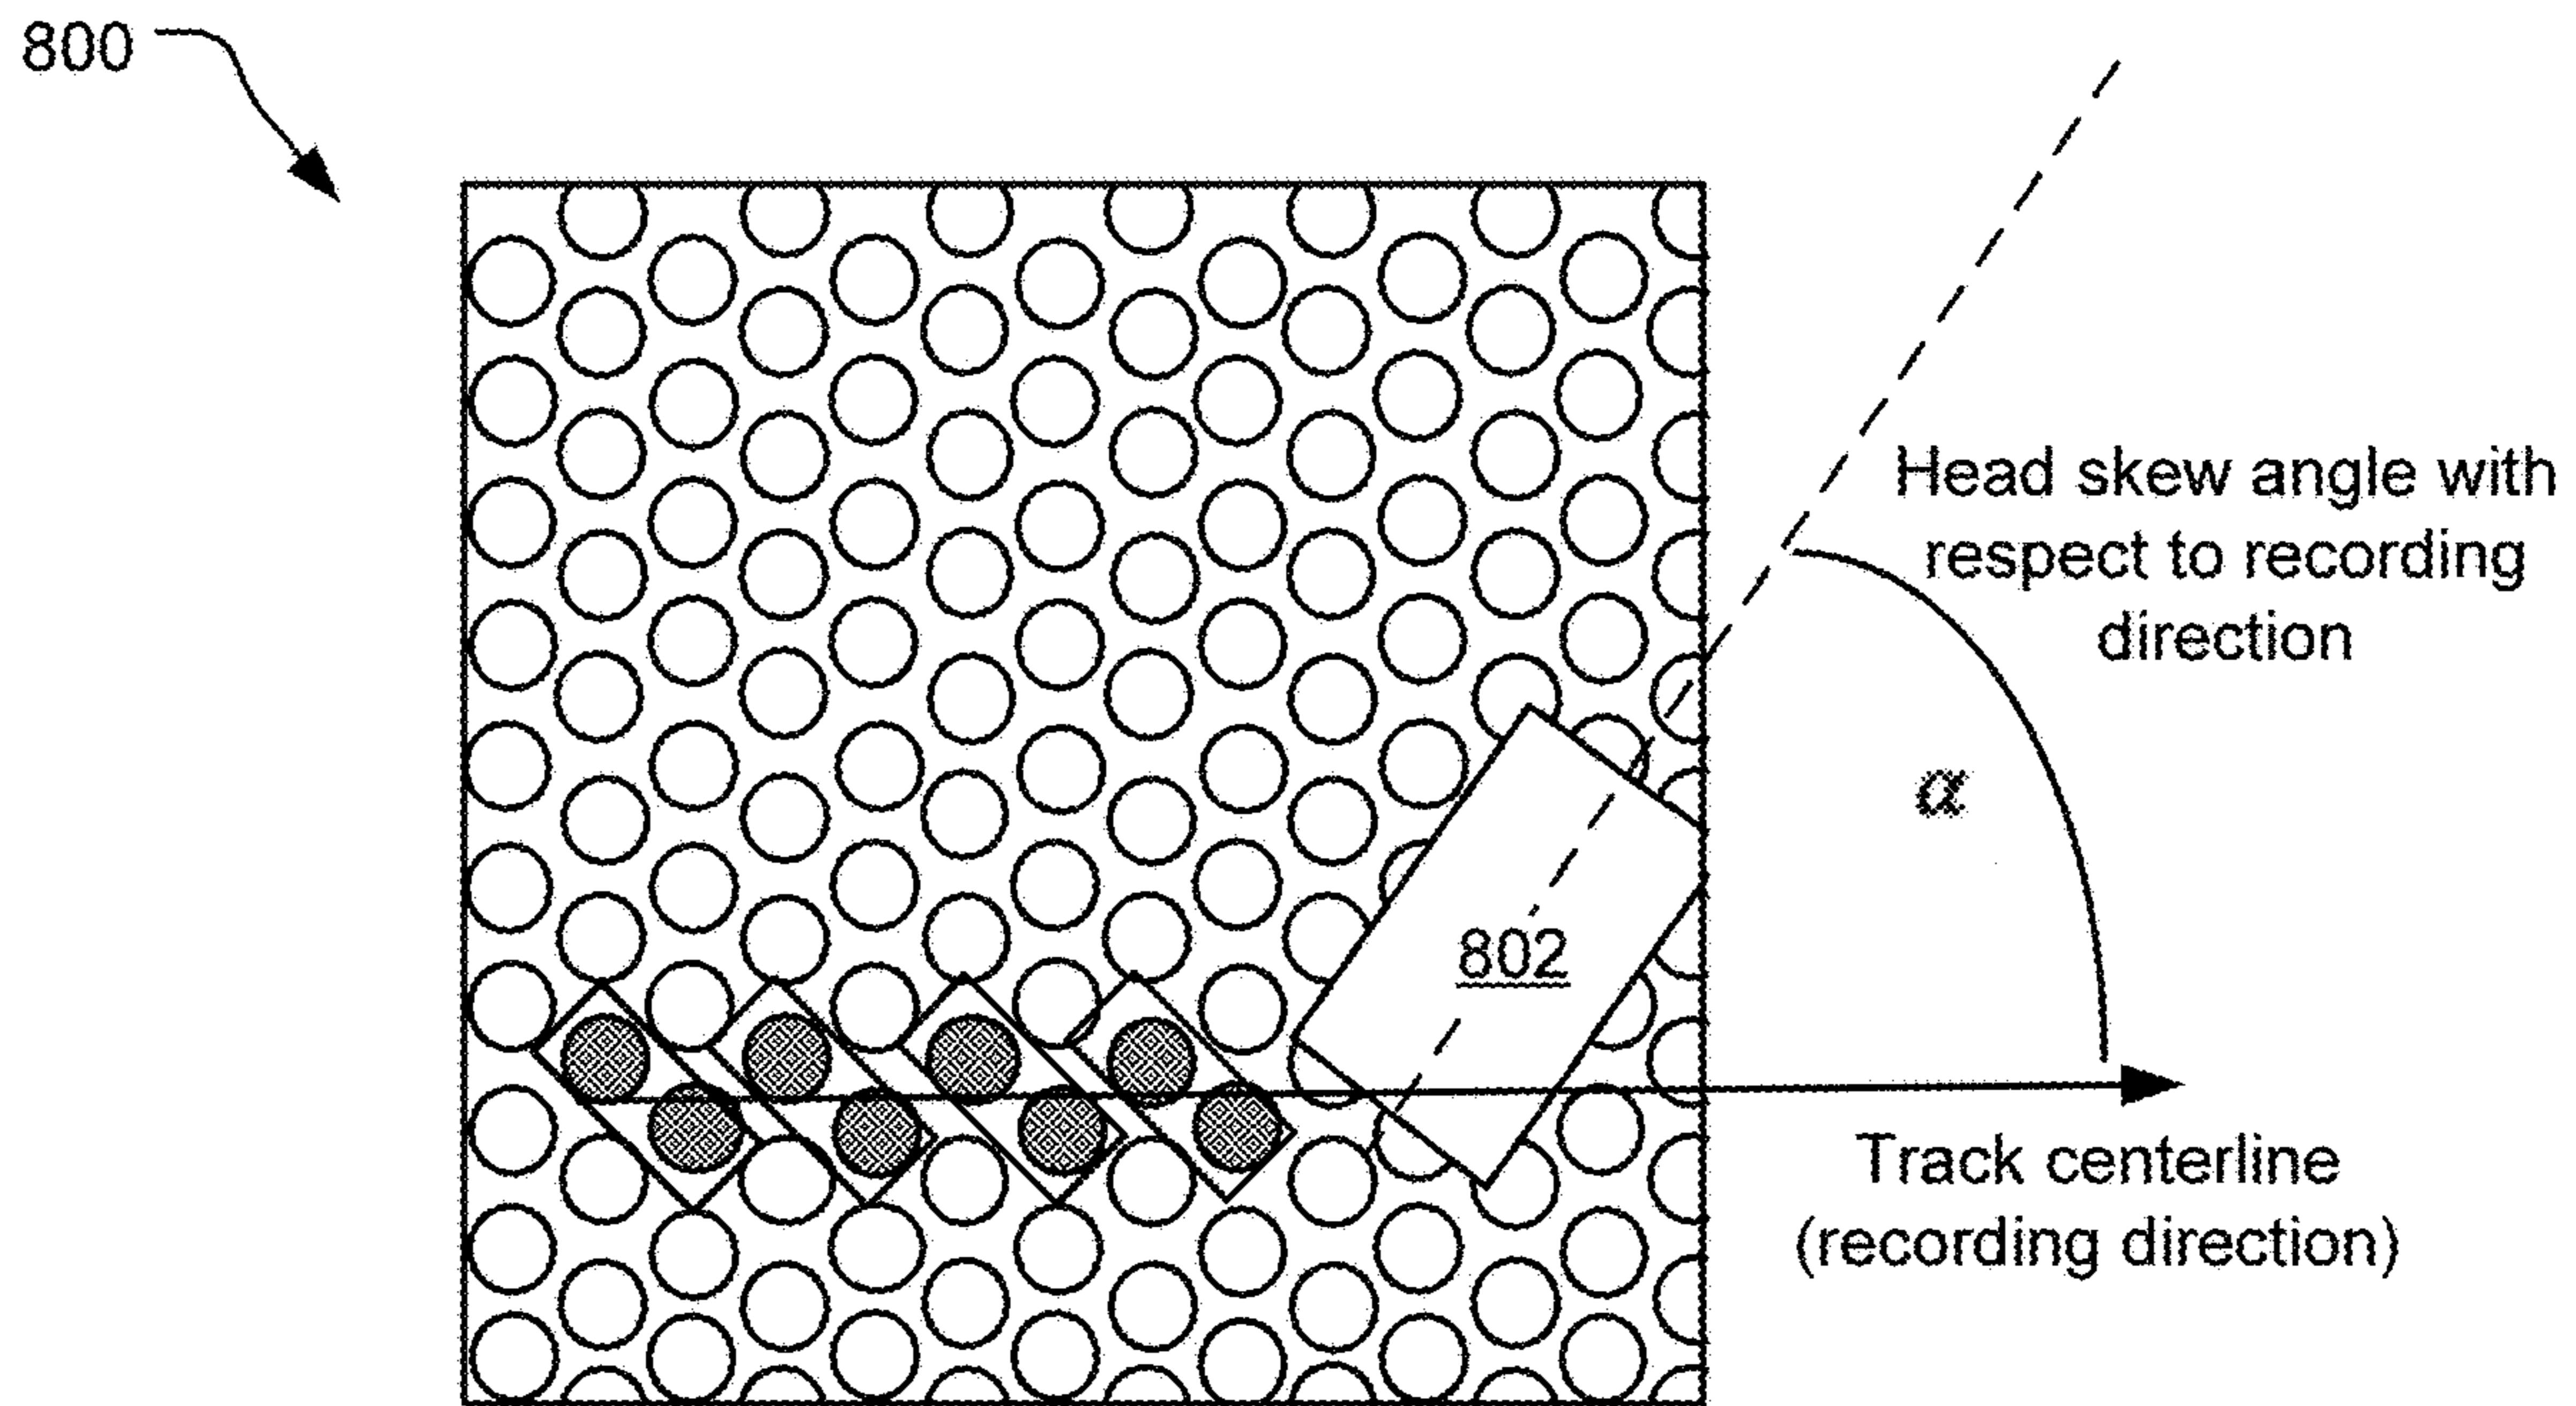 800
Head skew angle with
respect to recording
direction
α
802
Track centerline
(recording direction)